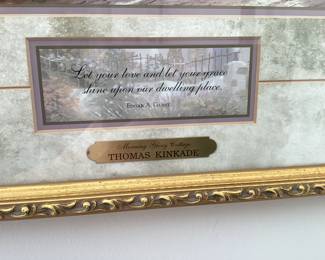 Let your love and let your grace
shine upon our dwelling place.
Edgar A. Guest
Morning Glory Cottage
THOMAS KINKADE